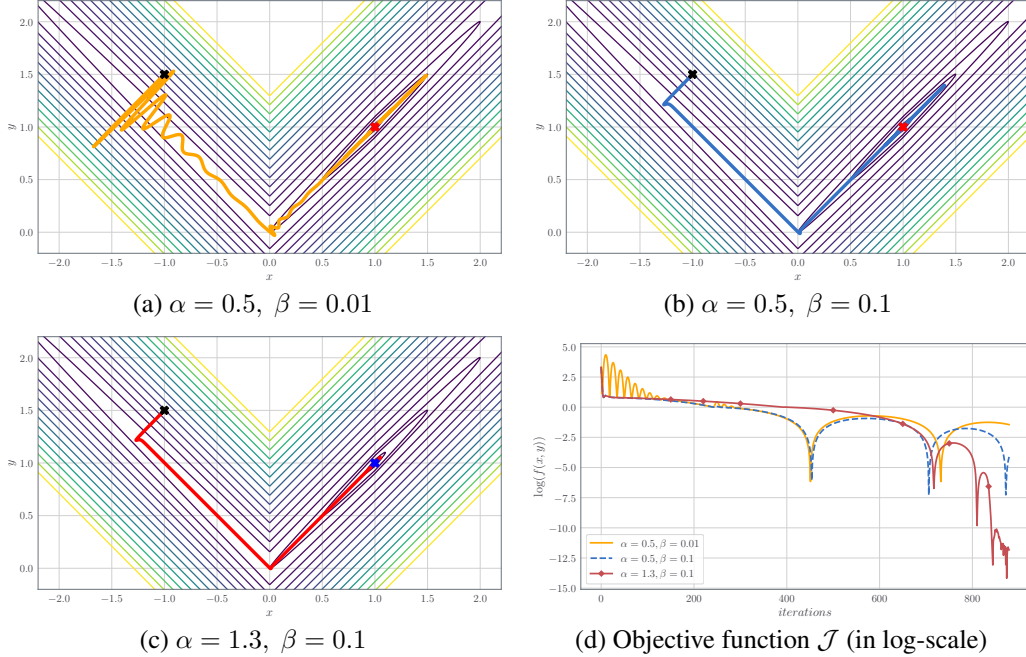 2.0
1.5
1.0
0.5
0.0
y
−2.0 −1.5 −1.0 −0.5 0.0 0.5 1.0 1.5 2.0
x
(a) α = 0.5, β = 0.01
2.0
1.5
1.0
0.5
0.0
y
−2.0 −1.5 −1.0 −0.5 0.0 0.5 1.0 1.5 2.0
x
(b) α = 0.5, β = 0.1
2.0
1.5
1.0
0.5
0.0
y
−2.0 −1.5 −1.0 −0.5 0.0 0.5 1.0 1.5 2.0
x
(c) α = 1.3, β = 0.1
5.0
2.5
0.0
−2.5
−5.0
−7.5
−10.0
−12.5
−15.0
log(f(x, y))
α = 0.5, β = 0.01
α = 0.5, β = 0.1
α = 1.3, β = 0.1
0 200 400 600 800
iterations
(d) Objective function 𝒥 (in log-scale)